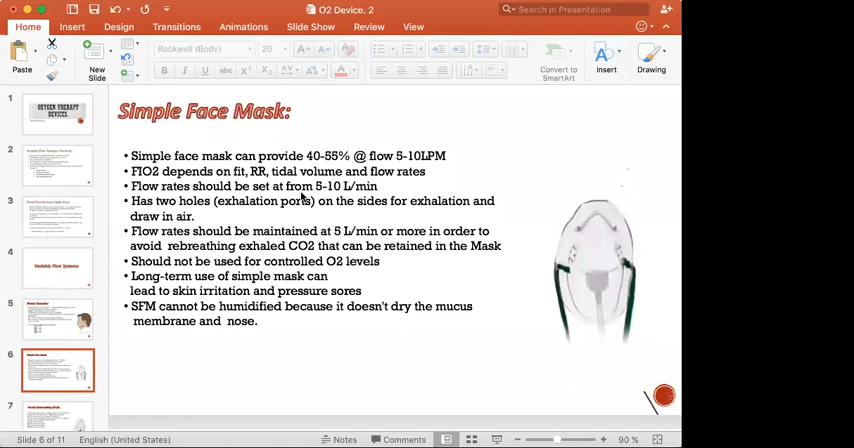 O2 Device. 2
Search in Presentation
Home Insert Design Transitions Animations Slide Show Review View
Paste
New
Slide
Rockwell (Body) 20
Convert to
SmartArt
Insert
Drawing
1
OXYGEN THERAPY
DEVICES.
2
3
4
Variable Flow Systems
5
6
7
Simple Face Mask:
• Simple face mask can provide 40-55% @ flow 5-10LPM
• FIO2 depends on fit, RR, tidal volume and flow rates
• Flow rates should be set at from 5-10 L/min
• Has two holes (exhalation ports) on the sides for exhalation and
draw in air.
• Flow rates should be maintained at 5 L/min or more in order to
avoid rebreathing exhaled CO2 that can be retained in the Mask
• Should not be used for controlled O2 levels
• Long-term use of simple mask can
lead to skin irritation and pressure sores
• SFM cannot be humidified because it doesn't dry the mucus
membrane and nose.
Slide 6 of 11 English (United States) Notes Comments 90 %